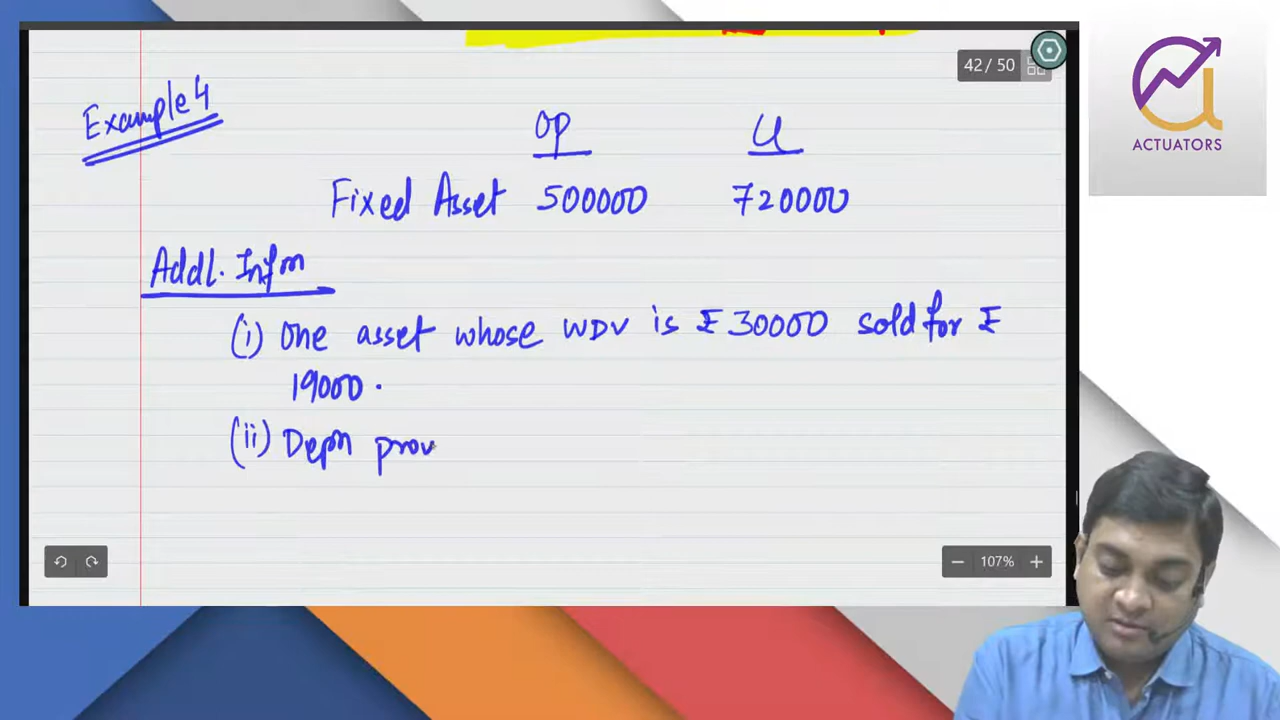 42 / 50
ACTUATORS
Example 4
Op Cl
Fixed Asset 500000 720000
Addl. Infm
(i) One asset whose WDV is ₹ 30000 sold for ₹
19000.
(ii) Depn prov
107%